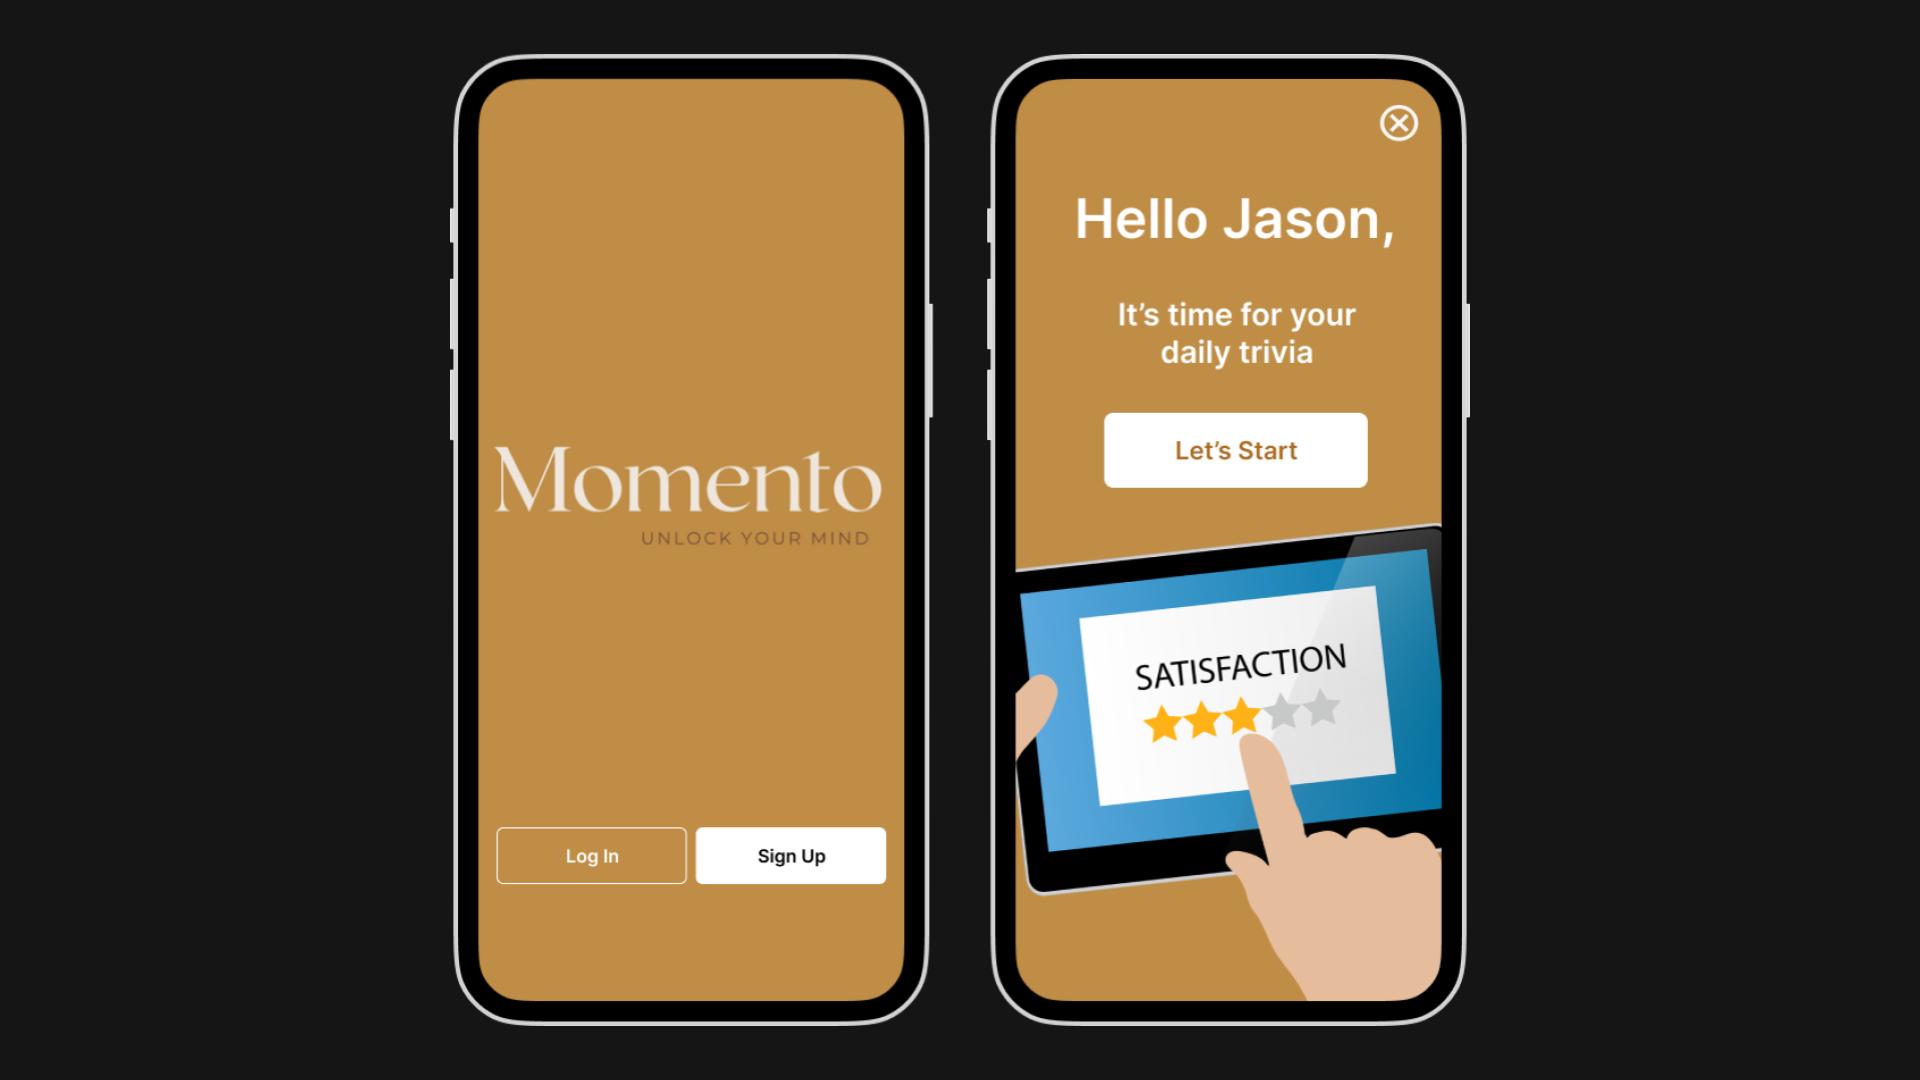 Momento
UNLOCK YOUR MIND
Log In
Sign Up
Hello Jason,
It’s time for your
daily trivia
Let’s Start
SATISFACTION